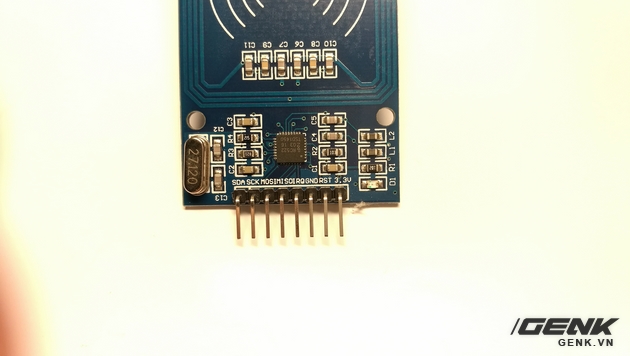 C11 C9 C7 C6 C8 C10
C12
C3
R4
R3
C2
C5
C4
R2
C1
L2
L1
R1
D1
27.120
C13
SDA SCK MOSI MISO IRQ GND RST 3.3V
GENK
GENK.VN